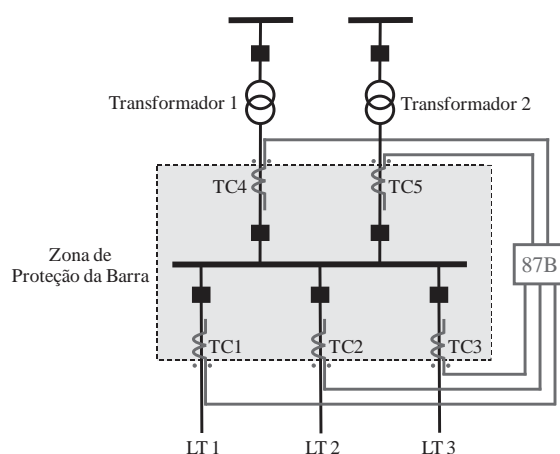 Transformador 1
Transformador 2
TC4
TC5
Zona de
Proteção da Barra
87B
TC1
TC2
TC3
LT 1
LT 2
LT 3